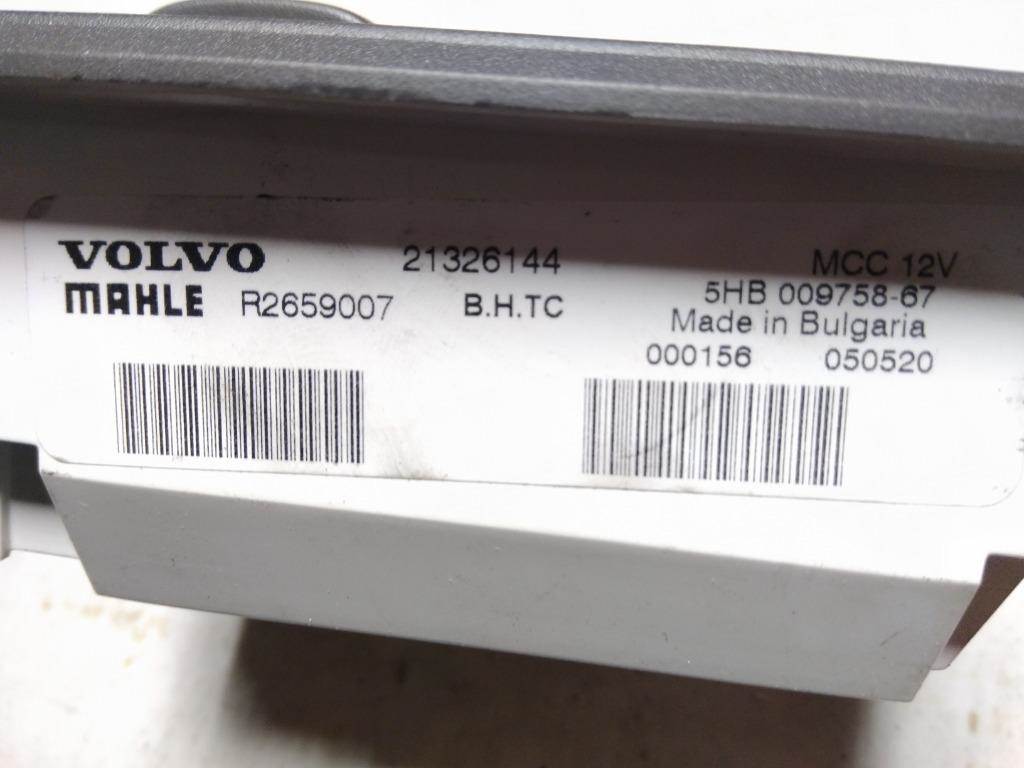 VOLVO 21326144 MCC 12V
MAHLE R2659007 B.H.TC 5HB 009758-67
Made in Bulgaria
000156 050520